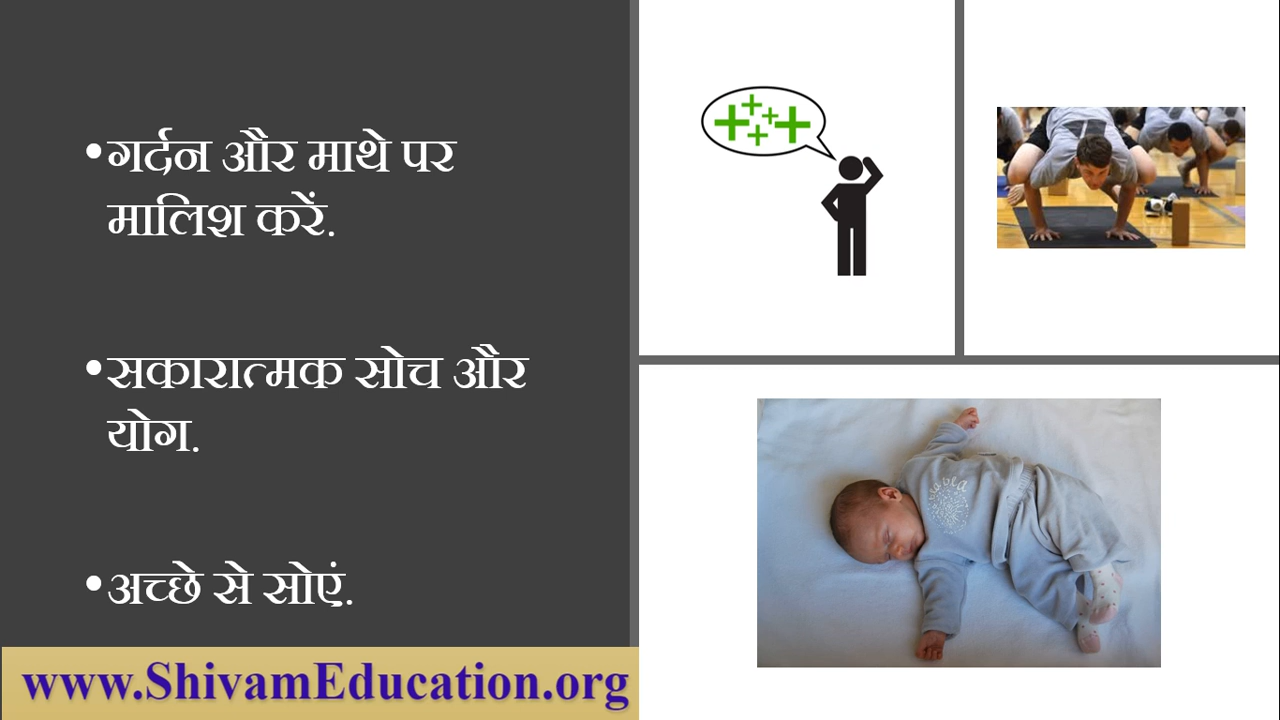 •गर्दन और माथे पर
मालिश करें.
•सकारात्मक सोच और
योग.
•अच्छे से सोएं.
www.ShivamEducation.org